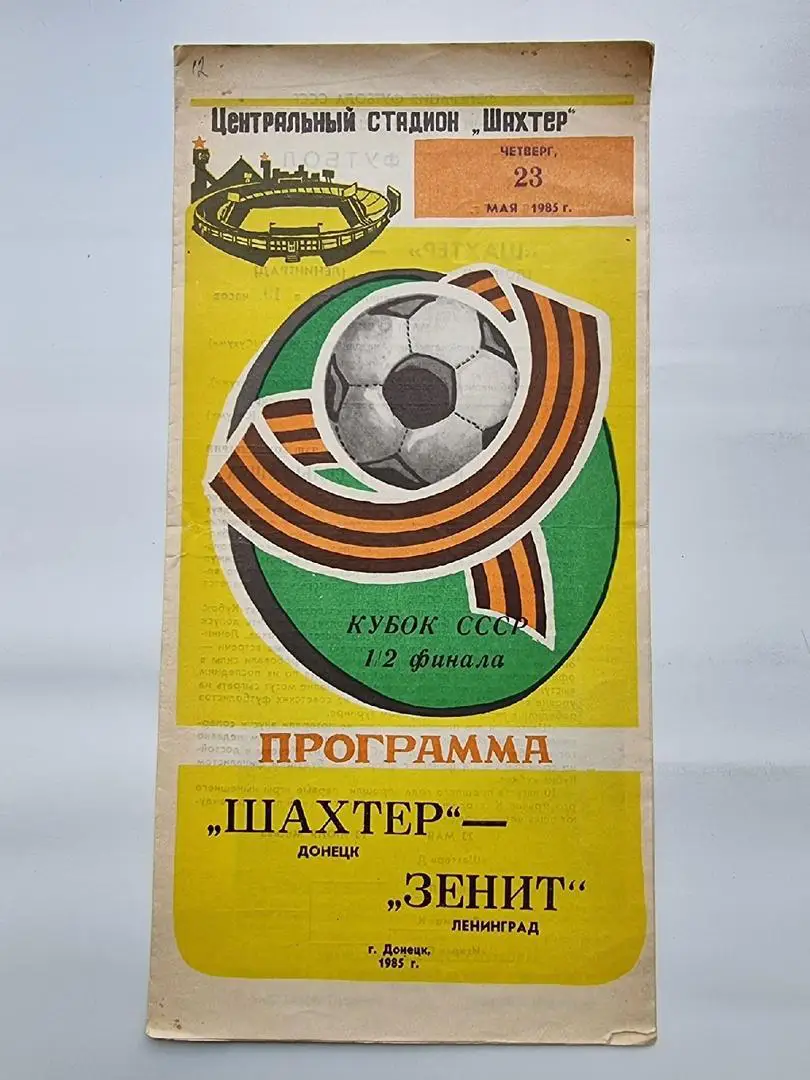 12
Центральный стадион „Шахтер"
ЧЕТВЕРГ,
23
МАЯ 1985 г.
КУБОК СССР
1/2 финала
ПРОГРАММА
„ШАХТЕР"—
ДОНЕЦК
„ЗЕНИТ"
ЛЕНИНГРАД
г. Донецк,
1985 г.